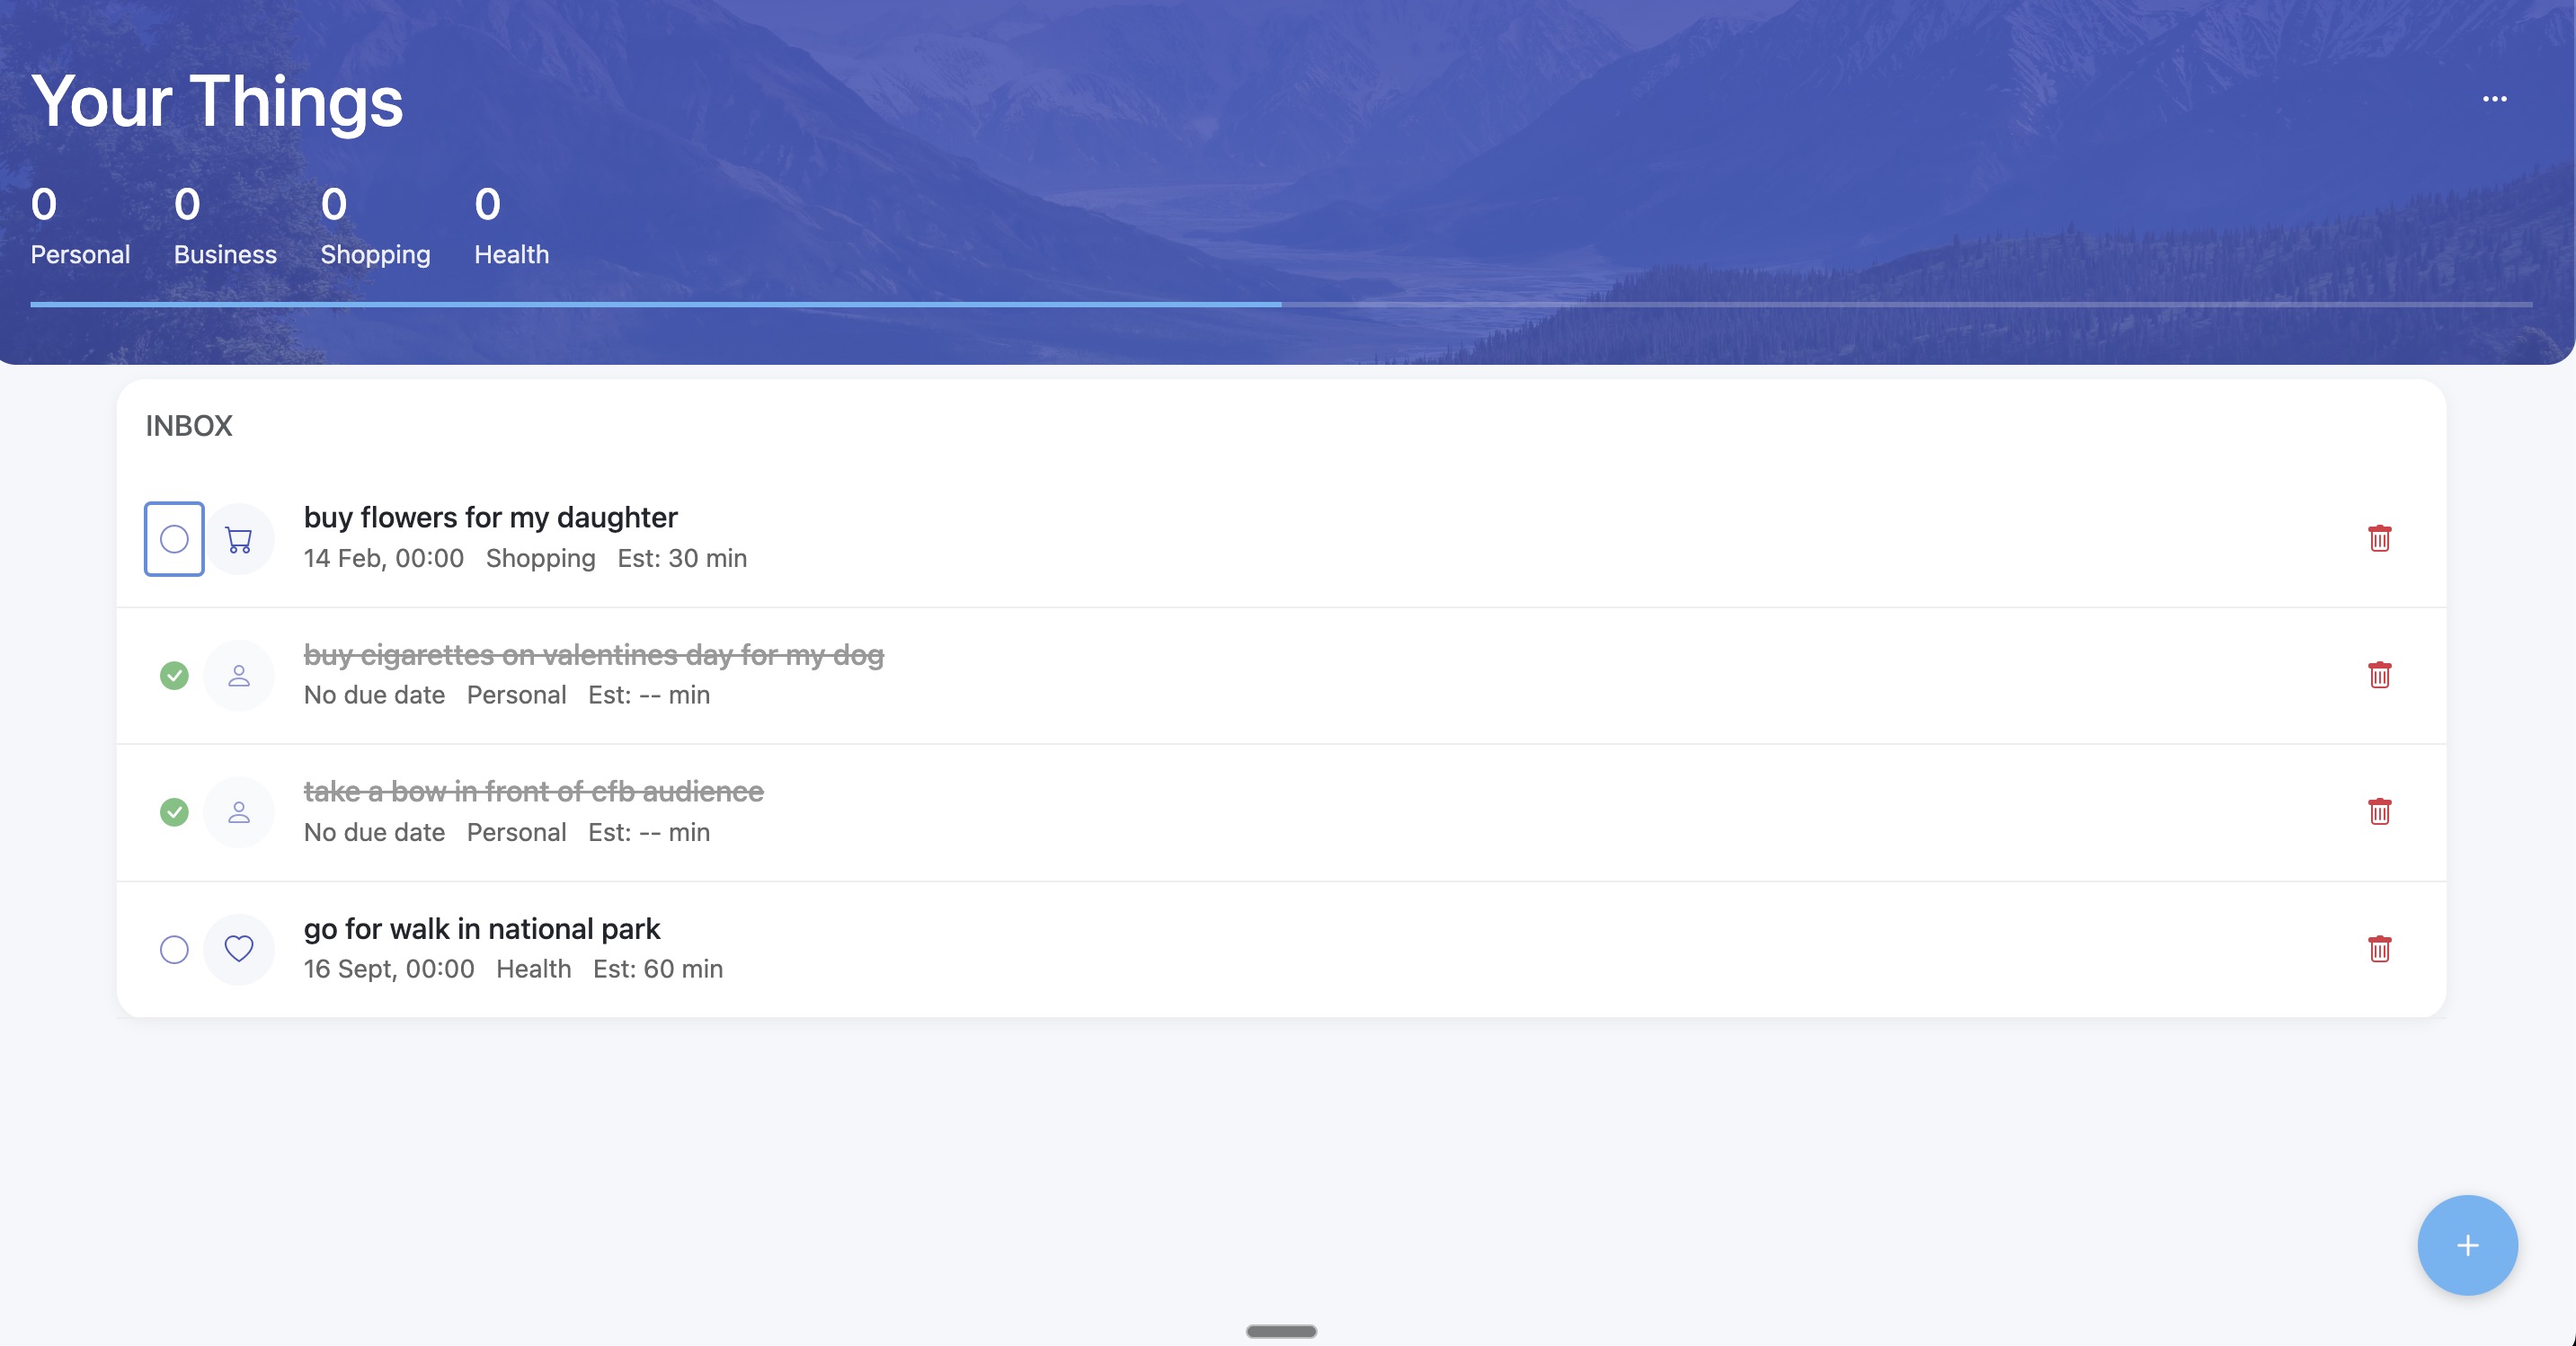 Your Things
0 0 0 0
Personal Business Shopping Health
INBOX
buy flowers for my daughter
14 Feb, 00:00 Shopping Est: 30 min
buy cigarettes on valentines day for my dog
No due date Personal Est: -- min
take a bow in front of cfb audience
No due date Personal Est: -- min
go for walk in national park
16 Sept, 00:00 Health Est: 60 min